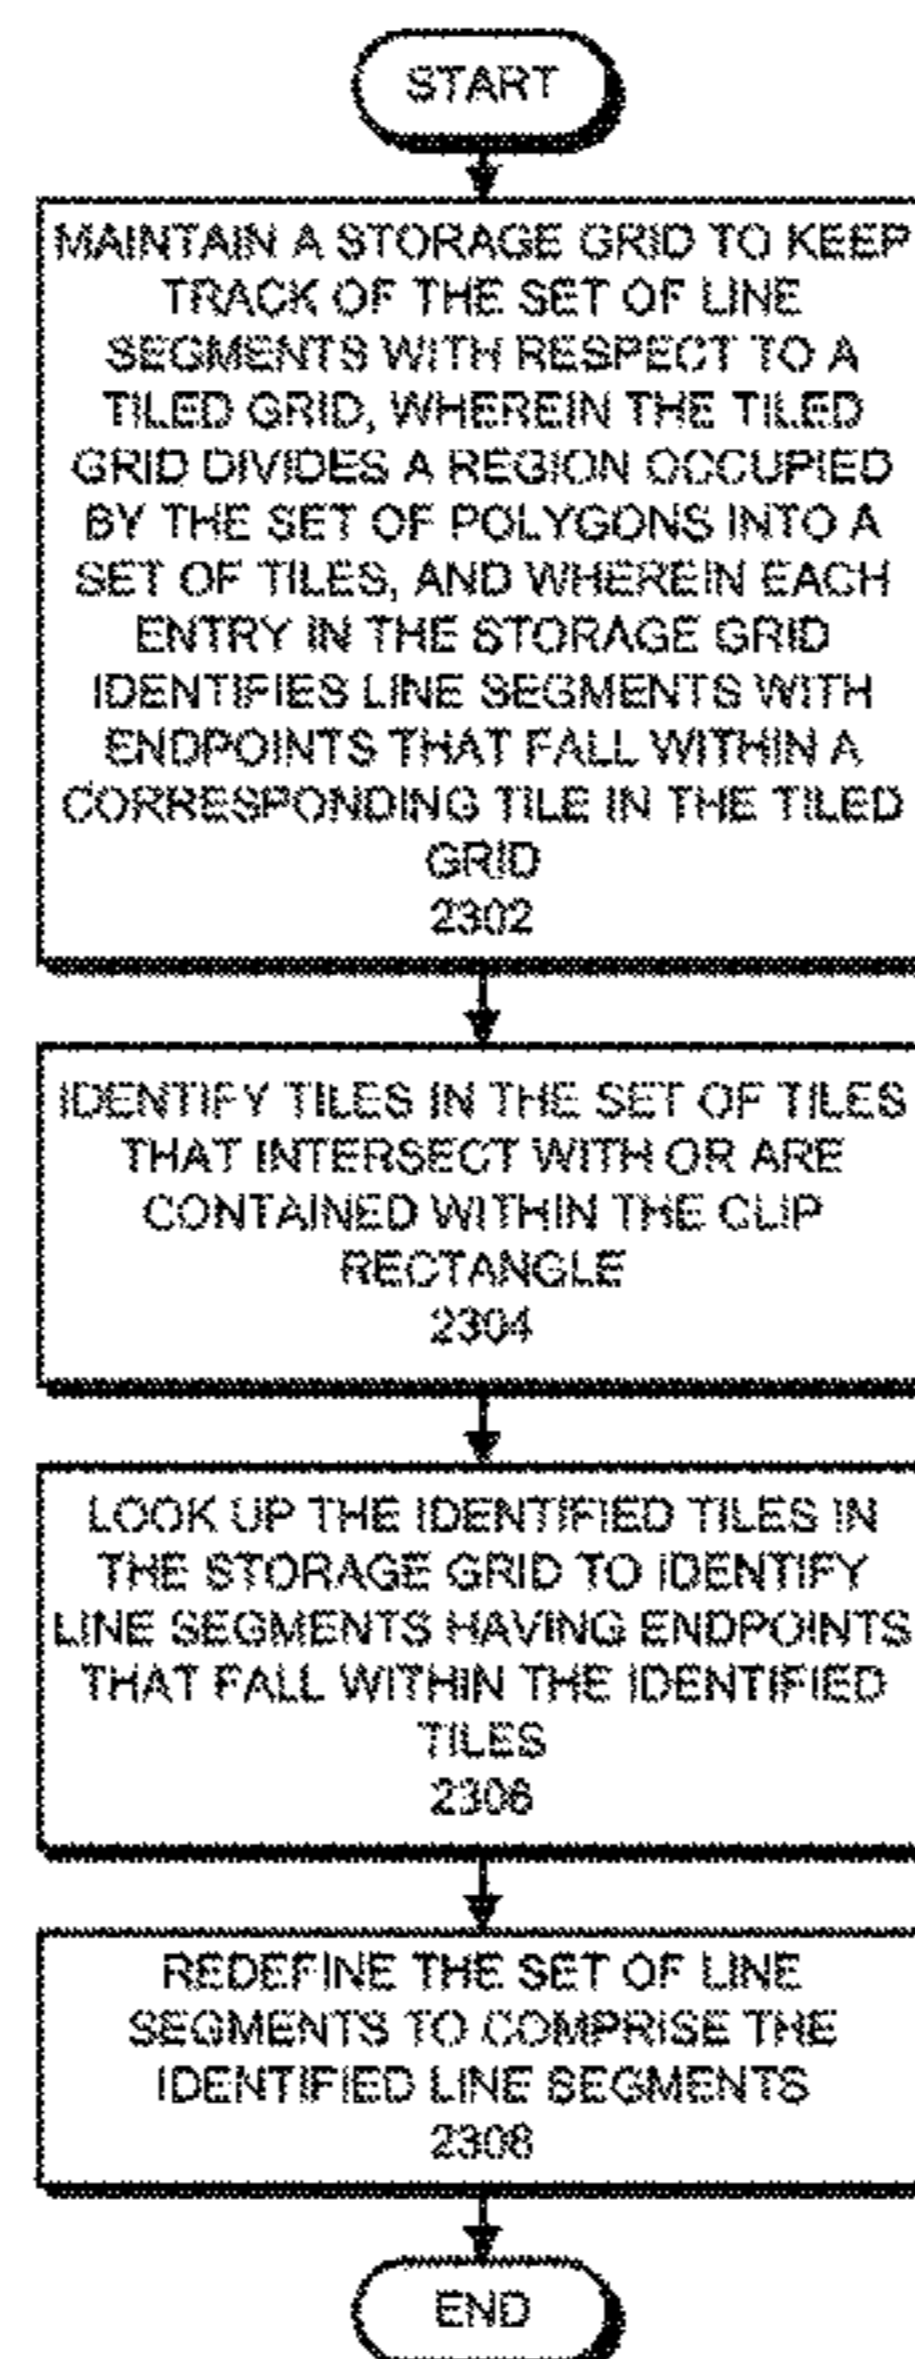 START
MAINTAIN A STORAGE GRID TO KEEP
TRACK OF THE SET OF LINE
SEGMENTS WITH RESPECT TO A
TILED GRID, WHEREIN THE TILED
GRID DIVIDES A REGION OCCUPIED
BY THE SET OF POLYGONS INTO A
SET OF TILES, AND WHEREIN EACH
ENTRY IN THE STORAGE GRID
IDENTIFIES LINE SEGMENTS WITH
ENDPOINTS THAT FALL WITHIN A
CORRESPONDING TILE IN THE TILED
GRID
2302
IDENTIFY TILES IN THE SET OF TILES
THAT INTERSECT WITH OR ARE
CONTAINED WITHIN THE CLIP
RECTANGLE
2304
LOOK UP THE IDENTIFIED TILES IN
THE STORAGE GRID TO IDENTIFY
LINE SEGMENTS HAVING ENDPOINTS
THAT FALL WITHIN THE IDENTIFIED
TILES
2306
REDEFINE THE SET OF LINE
SEGMENTS TO COMPRISE THE
IDENTIFIED LINE SEGMENTS
2308
END